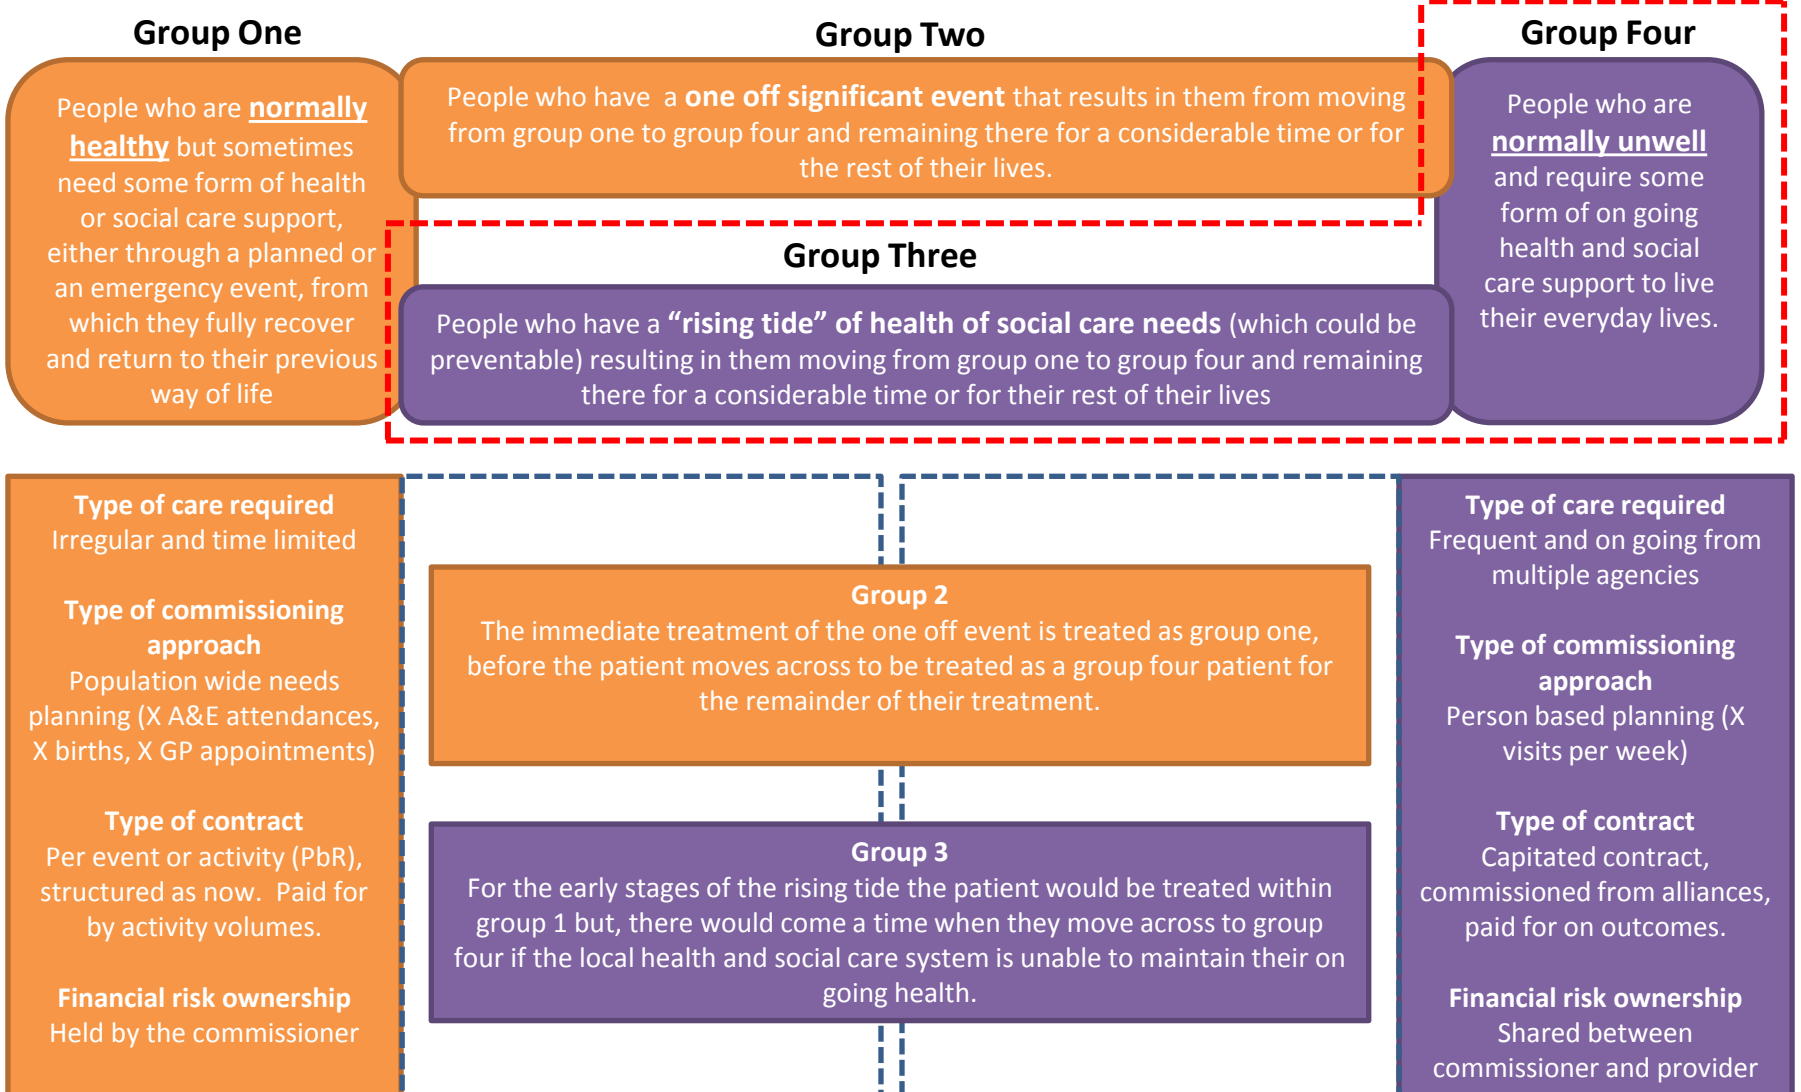 Group One
People who are normally
healthy but sometimes
need some form of health
or social care support,
either through a planned or
an emergency event, from
which they fully recover
and return to their previous
way of life
Group Two
People who have  a one off significant event that results in them from moving
from group one to group four and remaining there for a considerable time or for
the rest of their lives.
Group Three
People who have a “rising tide” of health of social care needs (which could be
preventable) resulting in them moving from group one to group four and remaining
there for a considerable time or for their rest of their lives
Group Four
People who are
normally unwell
and require some
form of on going
health and social
care support to live
their everyday lives.
Type of care required
Irregular and time limited
Type of commissioning
approach
Population wide needs
planning (X A&E attendances,
X births, X GP appointments)
Type of contract
Per event or activity (PbR),
structured as now.  Paid for
by activity volumes.
Financial risk ownership
Held by the commissioner
Group 2
The immediate treatment of the one off event is treated as group one,
before the patient moves across to be treated as a group four patient for
the remainder of their treatment.
Group 3
For the early stages of the rising tide the patient would be treated within
group 1 but, there would come a time when they move across to group
four if the local health and social care system is unable to maintain their on
going health.
Type of care required
Frequent and on going from
multiple agencies
Type of commissioning
approach
Person based planning (X
visits per week)
Type of contract
Capitated contract,
commissioned from alliances,
paid for on outcomes.
Financial risk ownership
Shared between
commissioner and provider